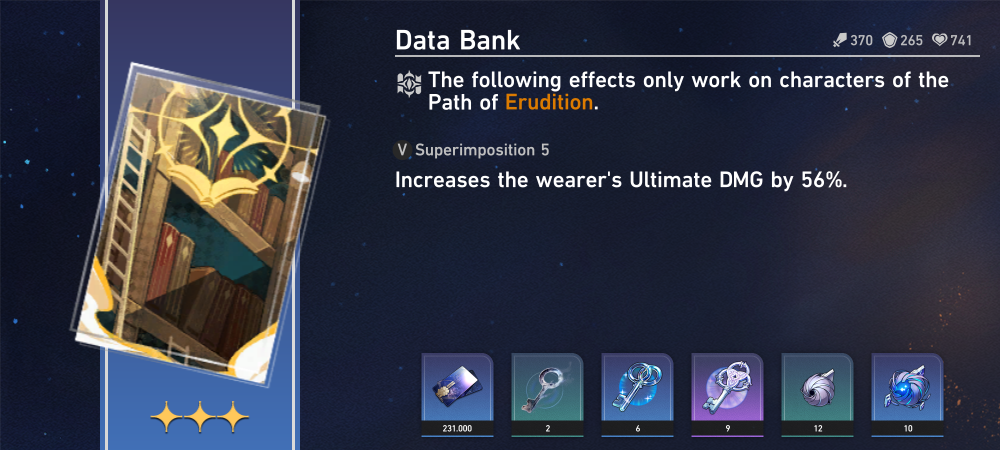 Data Bank
370 265 741
The following effects only work on characters of the
Path of Erudition.
V Superimposition 5
Increases the wearer's Ultimate DMG by 56%.
231.000 2 6 9 12 10